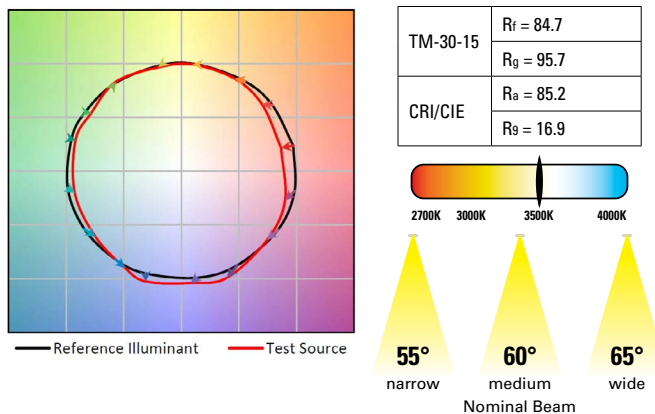 Reference Illuminant Test Source
TM-30-15
Rf = 84.7
Rg = 95.7
CRI/CIE
Ra = 85.2
R9 = 16.9
2700K 3000K 3500K 4000K
55° 60° 65°
narrow medium wide
Nominal Beam